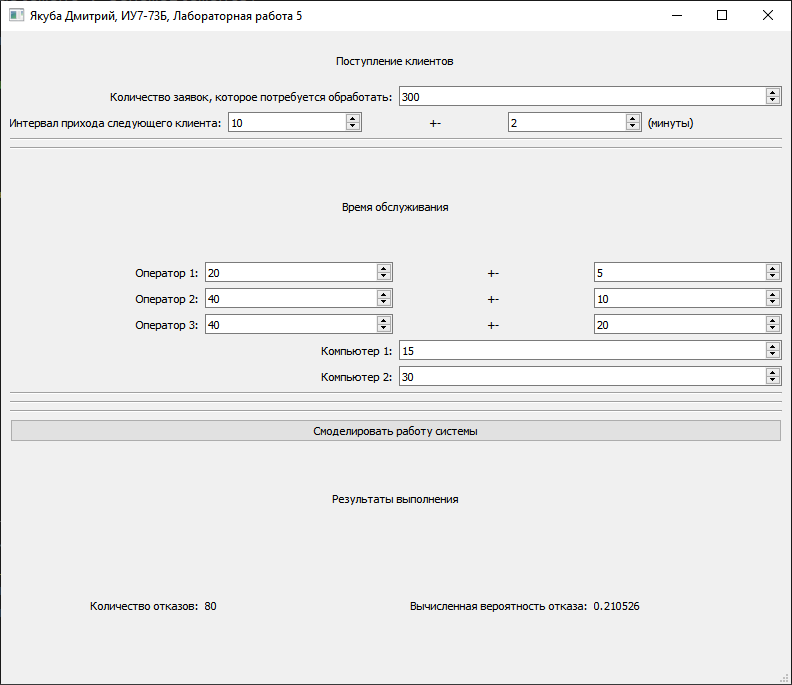 Якуба Дмитрий, ИУ7-73Б, Лабораторная работа 5
Поступление клиентов
Количество заявок, которое потребуется обработать: 300
Интервал прихода следующего клиента: 10 +- 2 (минуты)
Время обслуживания
Оператор 1: 20 +- 5
Оператор 2: 40 +- 10
Оператор 3: 40 +- 20
Компьютер 1: 15
Компьютер 2: 30
Смоделировать работу системы
Результаты выполнения
Количество отказов: 80 Вычисленная вероятность отказа: 0.210526